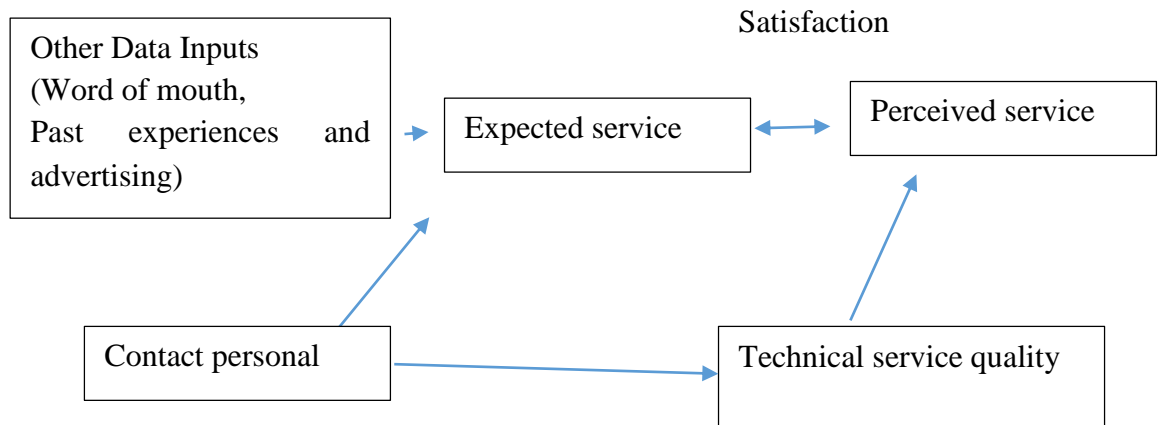 Satisfaction
Other Data Inputs
(Word of mouth,
Past experiences and
advertising)
Expected service
Perceived service
Contact personal
Technical service quality